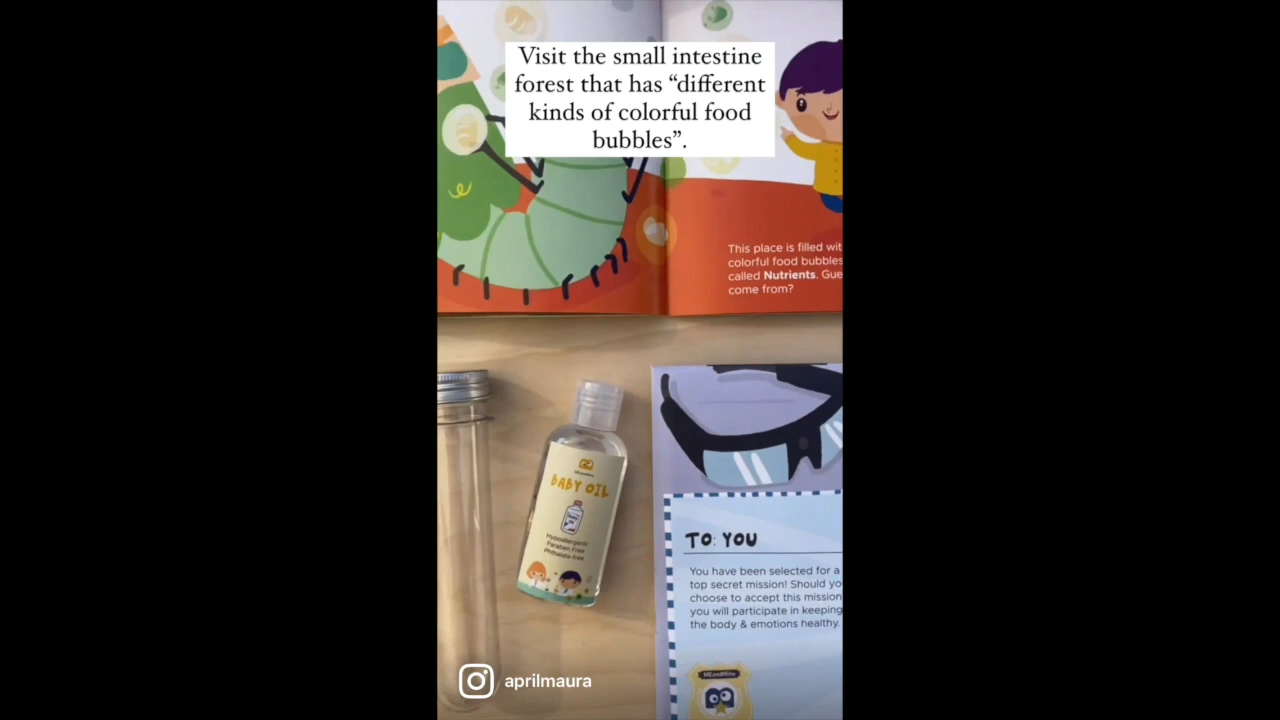 Visit the small intestine
forest that has “different
kinds of colorful food
bubbles”.
This place is filled wit
colorful food bubbles
called Nutrients. Gue
come from?
MEandMine
BABY OIL
Hypoallergenic
Paraben Free
Phthalate-free
TO: YOU
You have been selected for a
top secret mission! Should yo
choose to accept this mission
you will participate in keeping
the body & emotions healthy.
MEandMine
aprilmaura